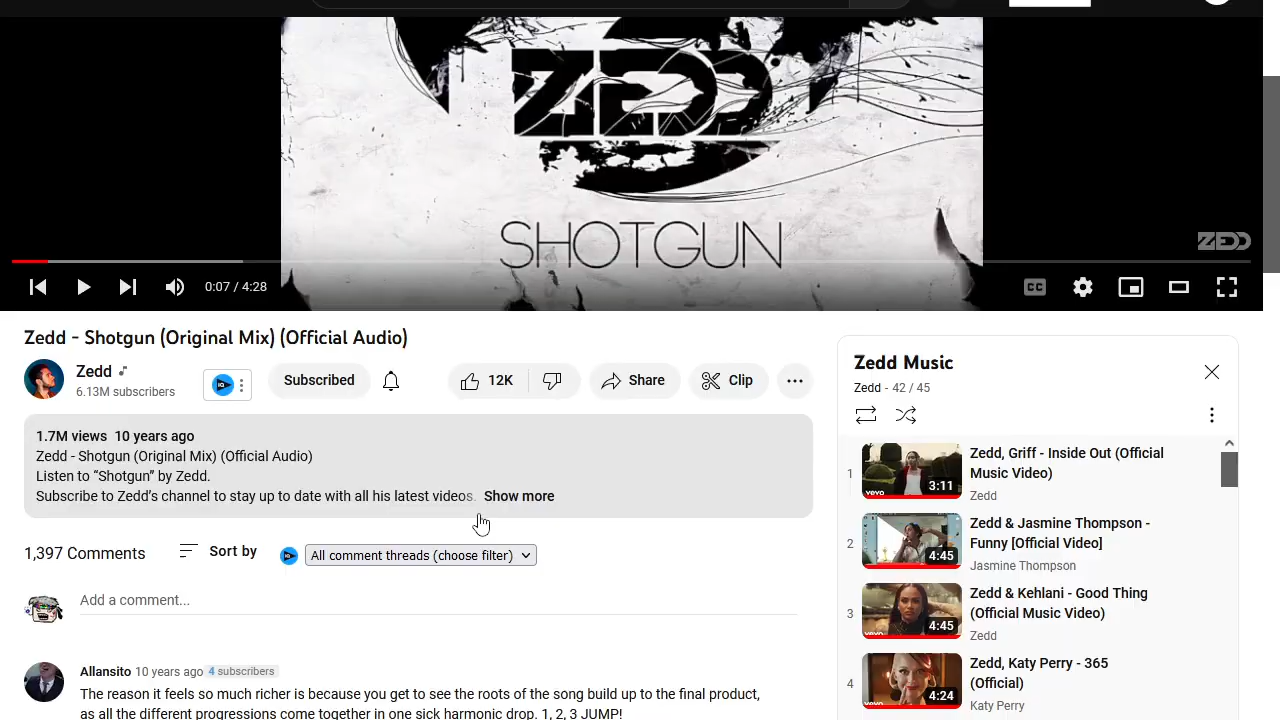 ZEDD
SHOTGUN
ZEDD
0:07 / 4:28
CC
Zedd - Shotgun (Original Mix) (Official Audio)
Zedd
6.13M subscribers
IQ
Subscribed
12K
Share
Clip
1.7M views 10 years ago
Zedd - Shotgun (Original Mix) (Official Audio)
Listen to “Shotgun” by Zedd.
Subscribe to Zedd’s channel to stay up to date with all his latest videos.
Show more
1,397 Comments
Sort by
All comment threads (choose filter)
Add a comment...
Allansito 10 years ago 4 subscribers
The reason it feels so much richer is because you get to see the roots of the song build up to the final product,
as all the different progressions come together in one sick harmonic drop. 1, 2, 3 JUMP!
Zedd Music
Zedd - 42 / 45
1
vevo
3:11
Zedd, Griff - Inside Out (Official
Music Video)
Zedd
2
4:45
Zedd & Jasmine Thompson -
Funny [Official Video]
Jasmine Thompson
3
vevo
4:45
Zedd & Kehlani - Good Thing
(Official Music Video)
Zedd
4
vevo
4:24
Zedd, Katy Perry - 365
(Official)
Katy Perry